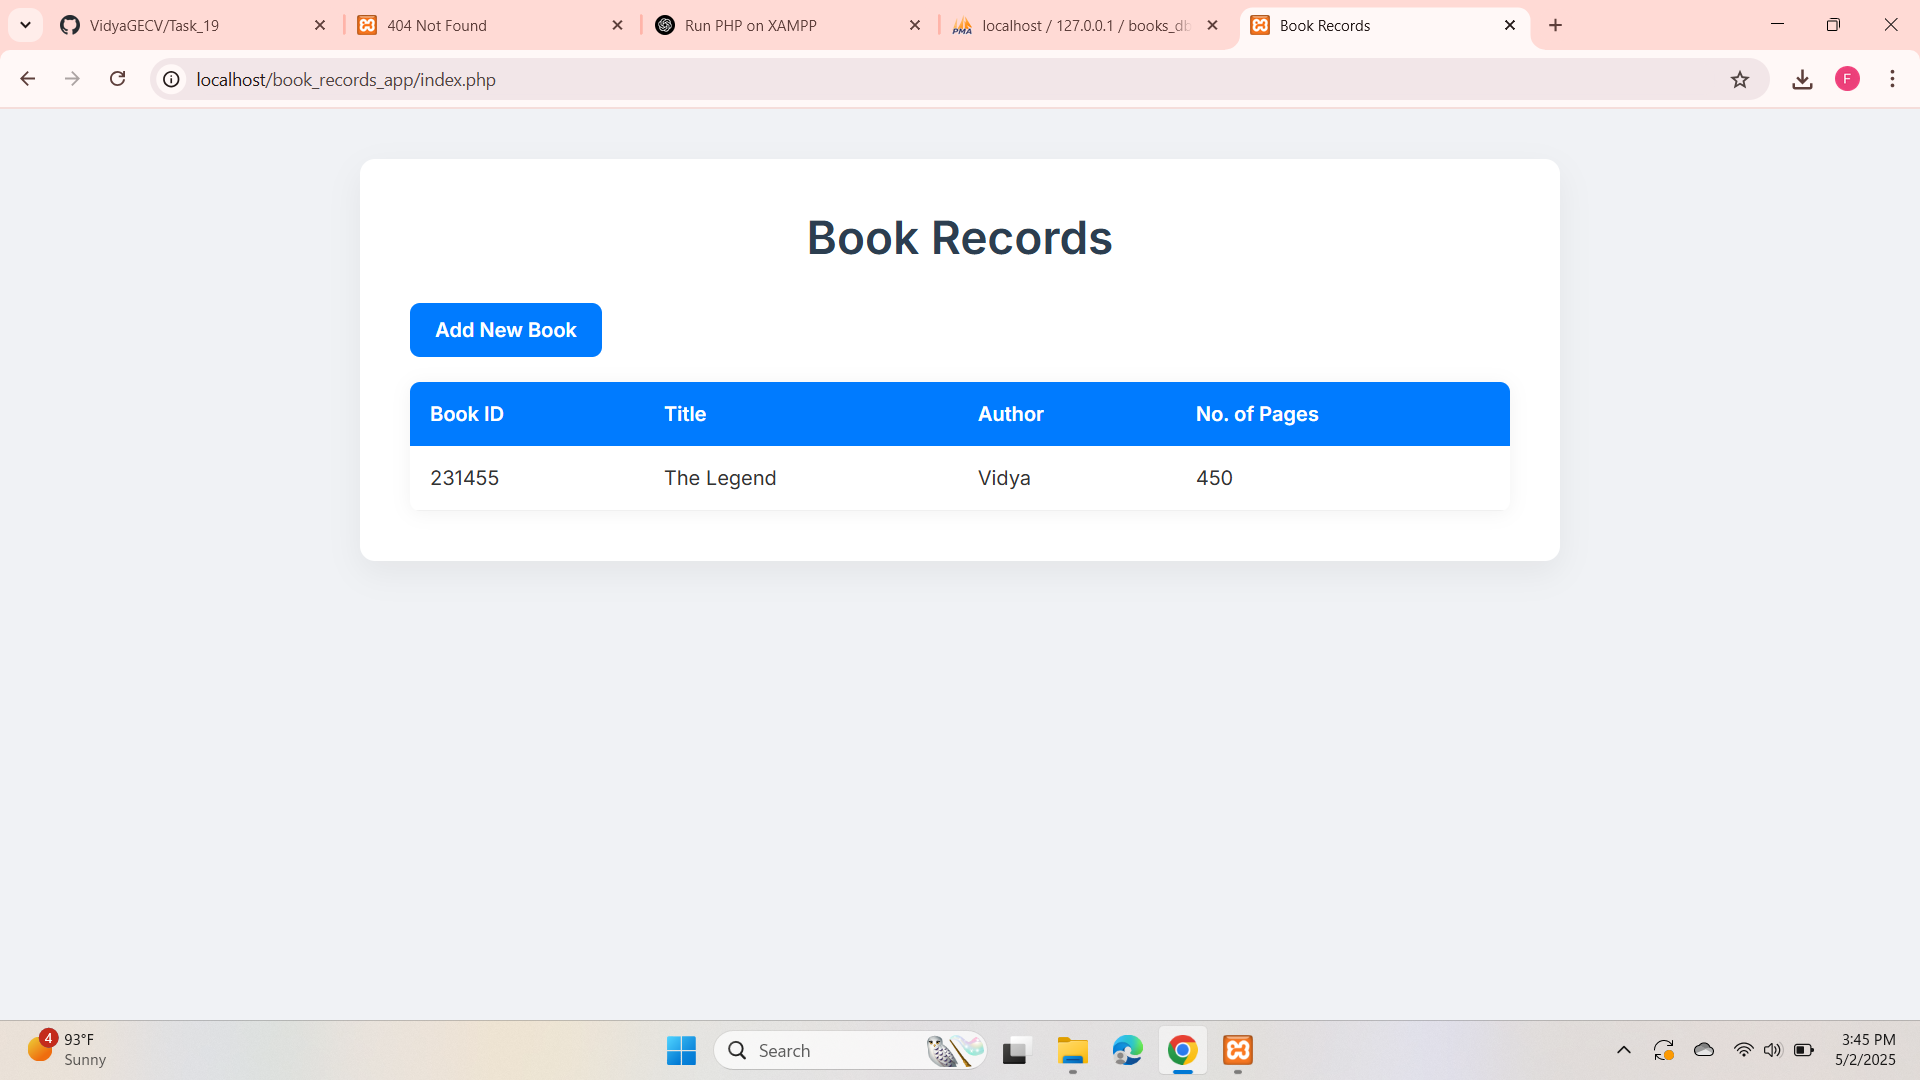 VidyaGECV/Task_19
404 Not Found
Run PHP on XAMPP
PMA
localhost / 127.0.0.1 / books_db
Book Records
localhost/book_records_app/index.php
F
Book Records
Add New Book
Book ID Title Author No. of Pages
231455 The Legend Vidya 450
4
93°F
Sunny
Search
3:45 PM
5/2/2025